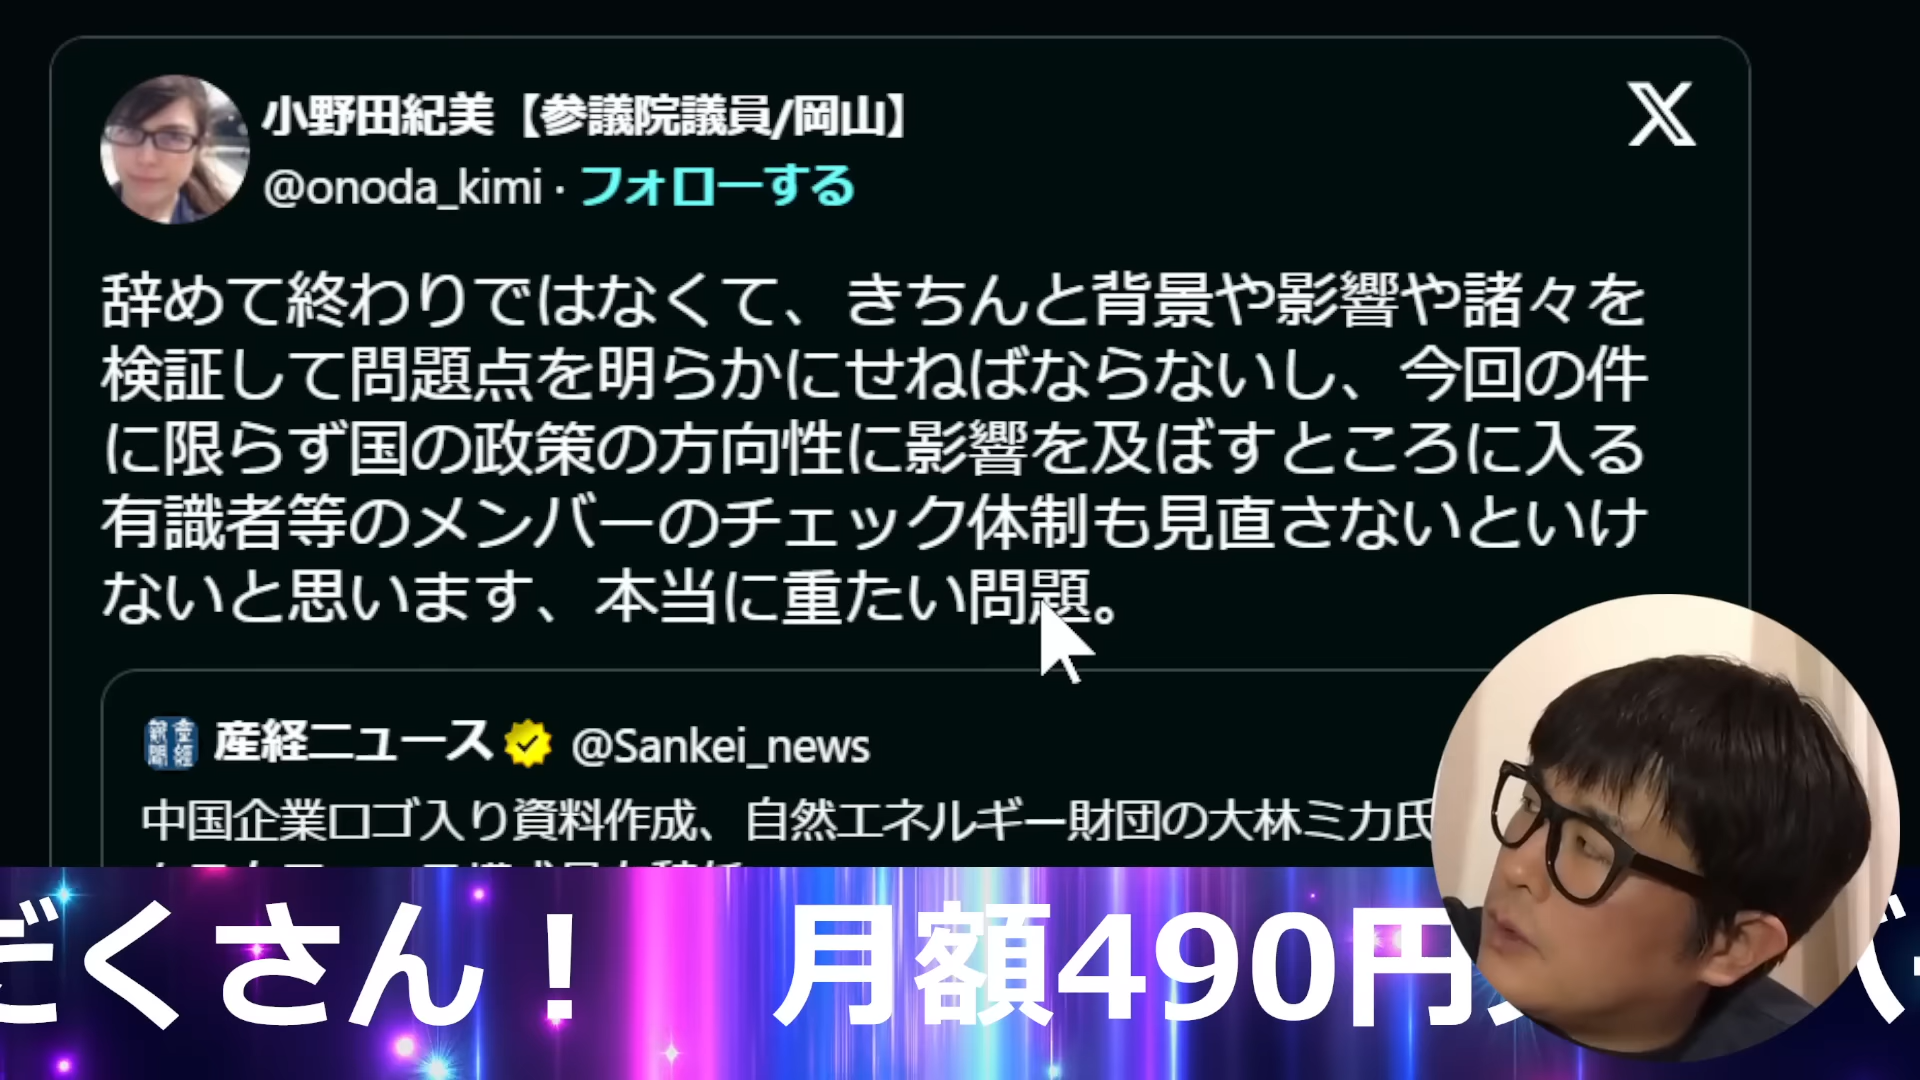 小野田紀美【参議院議員/岡山】
@onoda_kimi · フォローする
辞めて終わりではなくて、きちんと背景や影響や諸々を
検証して問題点を明らかにせねばならないし、今回の件
に限らず国の政策の方向性に影響を及ぼすところに入る
有識者等のメンバーのチェック体制も見直さないといけ
ないと思います、本当に重たい問題。
産経ニュース @Sankei_news
中国企業ロゴ入り資料作成、自然エネルギー財団の大林ミカ氏
だくさん！ 月額490円